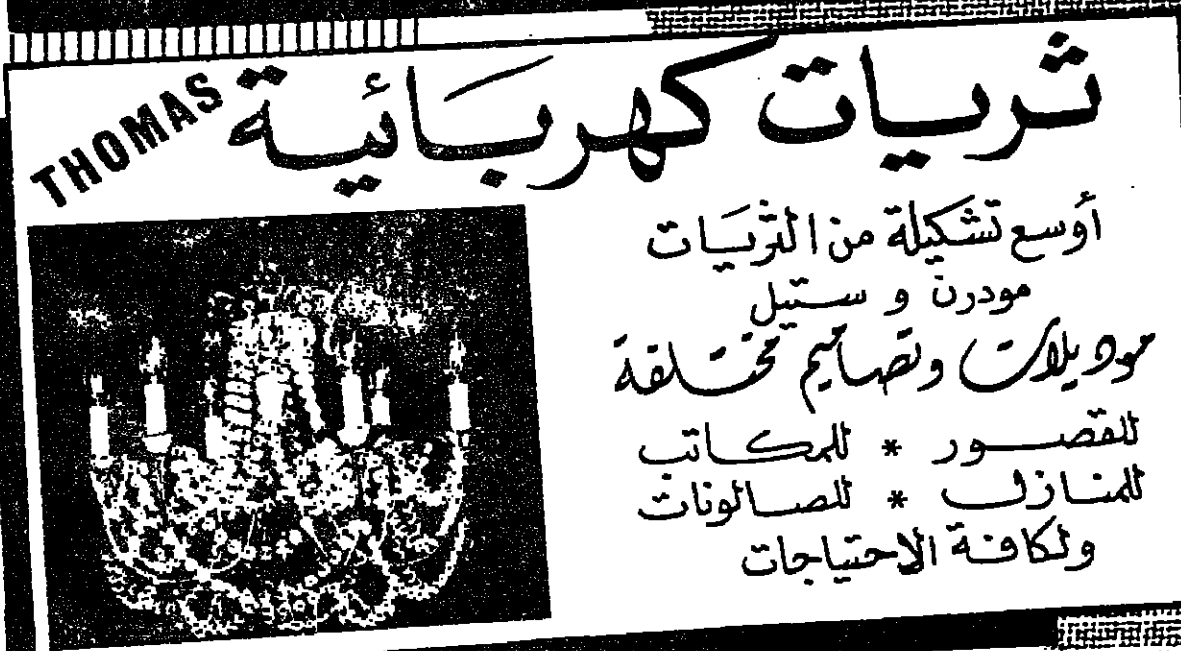 ثريات كهربائية
THOMAS
أوسع تشكيلة من الثريات
مودرن و ستيل
موديلات وتصاميم مختلفة
للقصور * للمكاتب
للمنازل * للصالونات
ولكافة الاحتياجات